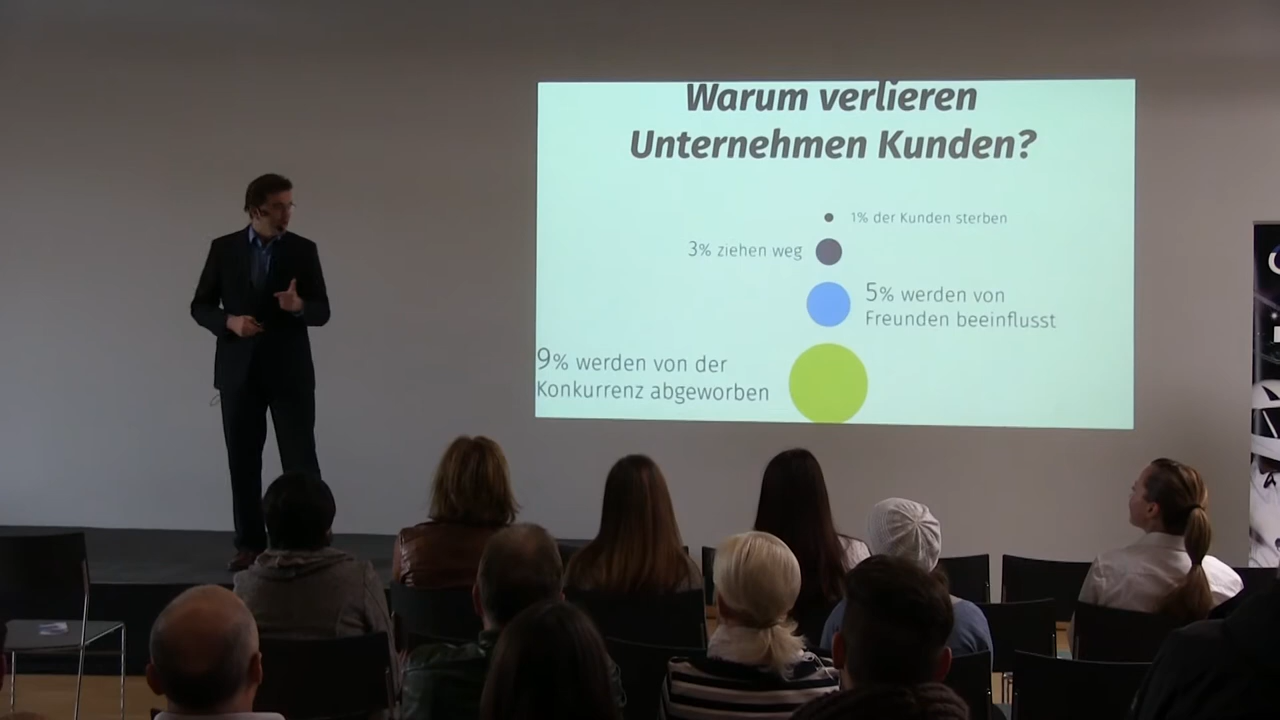 Warum verlieren
Unternehmen Kunden?
1% der Kunden sterben
3% ziehen weg
5% werden von
Freunden beeinflusst
9% werden von der
Konkurrenz abgeworben